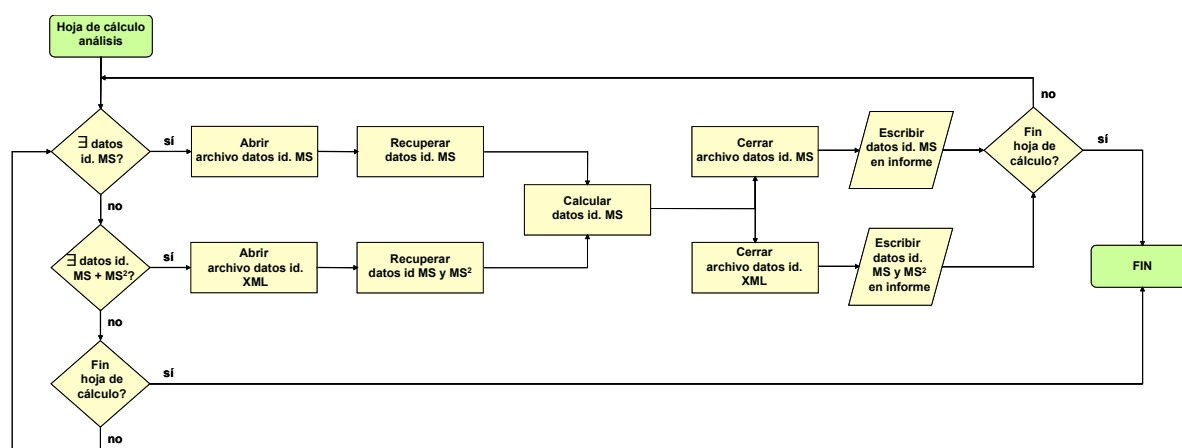 Hoja de cálculo
análisis
no
∃ datos
id. MS?
sí
Abrir
archivo datos id. MS
Recuperar
datos id. MS
Cerrar
archivo datos id. MS
Escribir
datos id. MS
en informe
Fin
hoja de
cálculo?
sí
no
Calcular
datos id. MS
∃ datos id.
MS + MS²?
sí
Abrir
archivo datos id.
XML
Recuperar
datos id MS y MS²
Cerrar
archivo datos id.
XML
Escribir
datos id.
MS y MS²
en informe
FIN
no
Fin
hoja de
cálculo?
sí
no